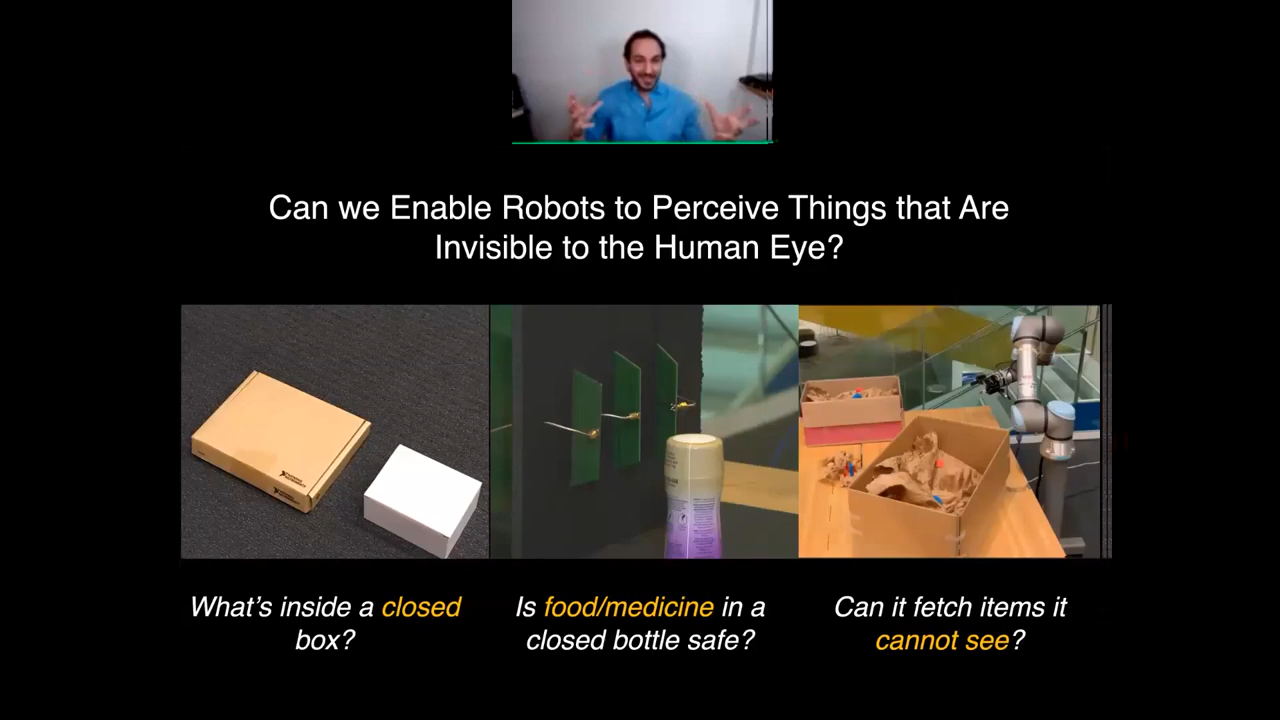 Can we Enable Robots to Perceive Things that Are
Invisible to the Human Eye?
What's inside a closed
box?
Is food/medicine in a
closed bottle safe?
Can it fetch items it
cannot see?